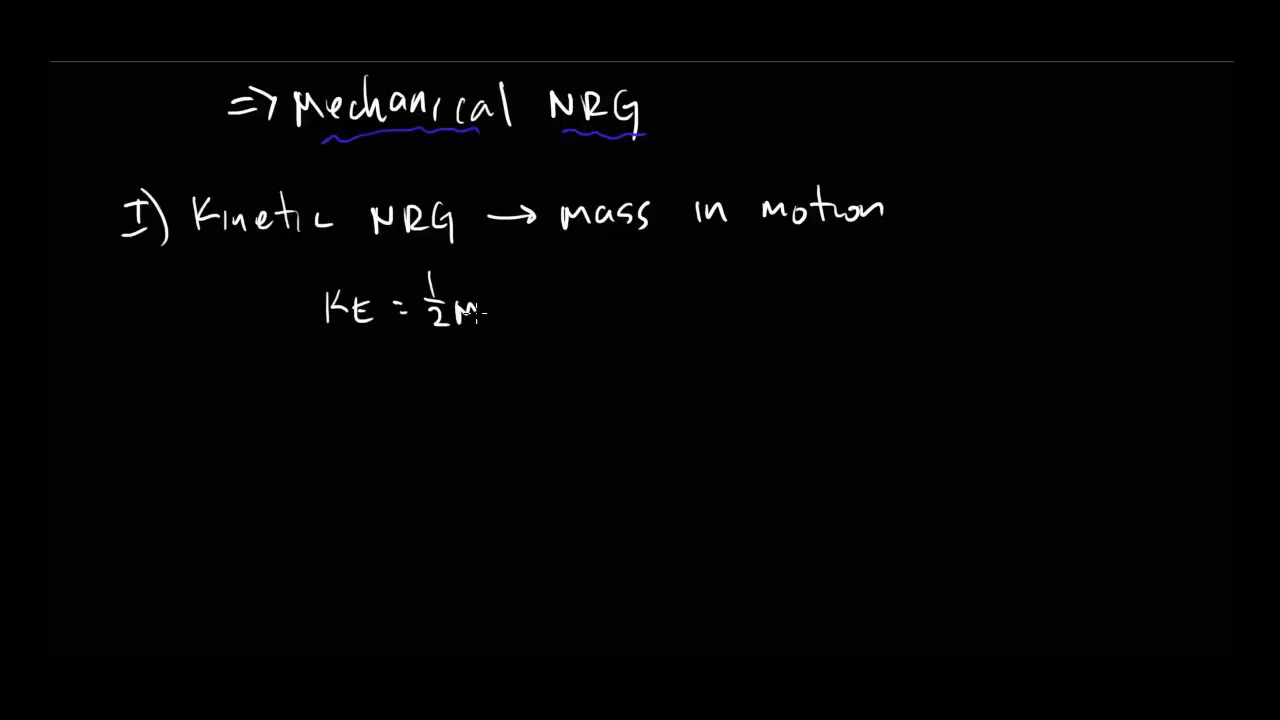 => Mechanical NRG
I) Kinetic NRG → mass in motion
KE = 1/2 m